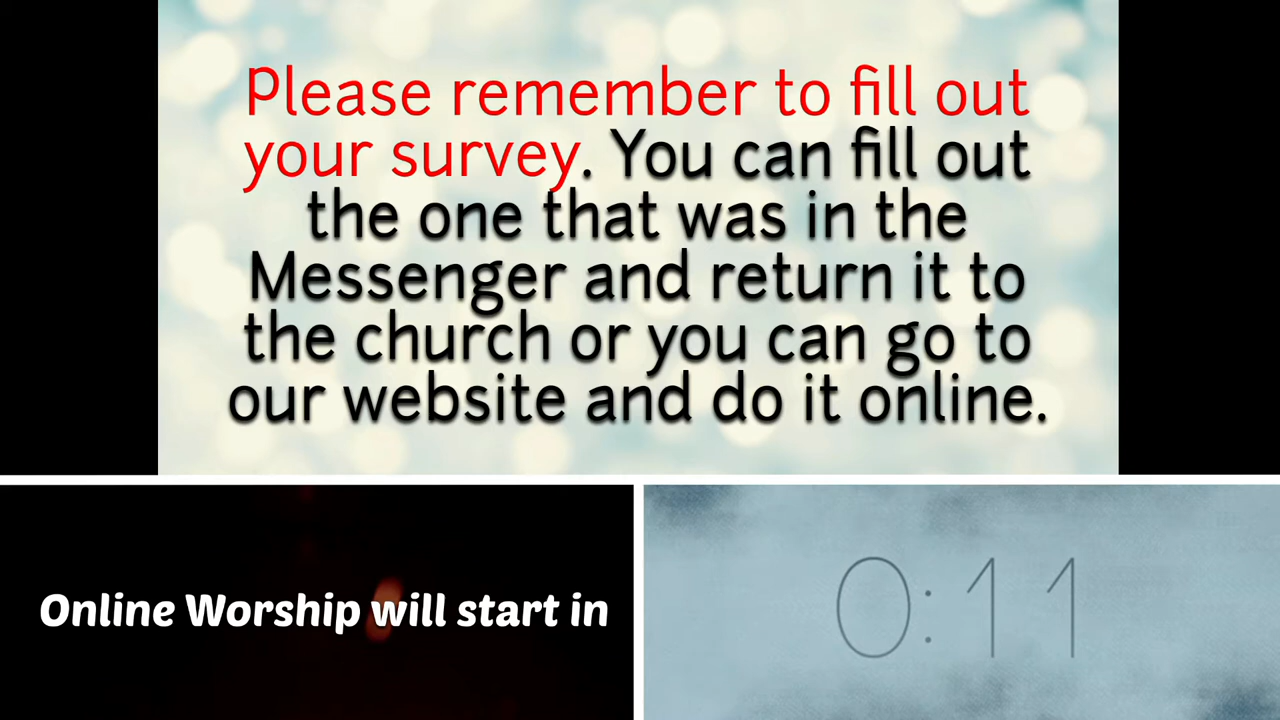 Please remember to fill out
your survey. You can fill out
the one that was in the
Messenger and return it to
the church or you can go to
our website and do it online.
Online Worship will start in
0:11